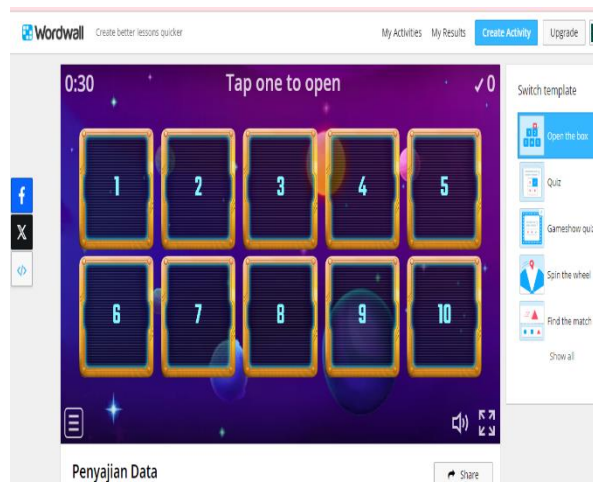 Wordwall Create better lessons quicker My Activities My Results Create Activity Upgrade
0:30 Tap one to open ✓0
Switch template
1 2 3 4 5
6 7 8 9 10
Open the box
Quiz
Gameshow quiz
Spin the wheel
Find the match
Show all
Penyajian Data Share